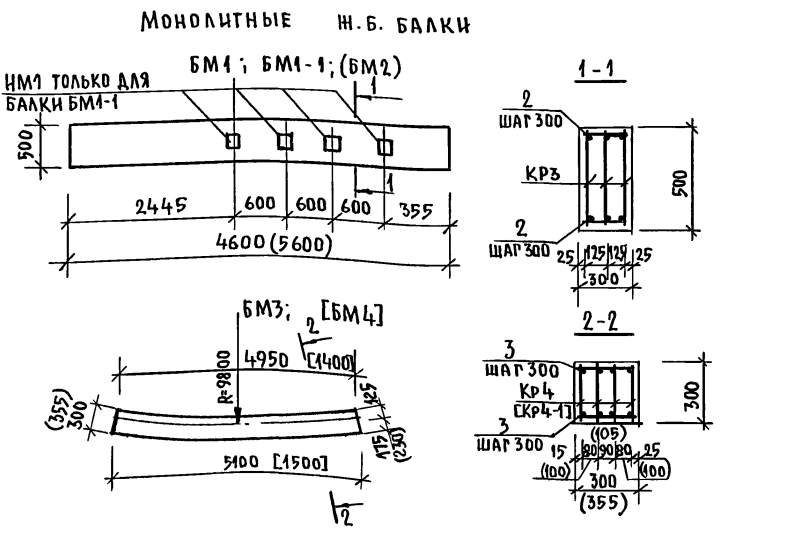 МОНОЛИТНЫЕ Ж.Б. БАЛКИ
БМ1; БМ1-1; (БМ2)
НМ1 ТОЛЬКО ДЛЯ
БАЛКИ БМ1-1
1
500
1
2445 600 600 600 355
4600 (5600)
1-1
2
ШАГ 300
КР3
500
2
ШАГ 300
25 125 125 25
300
БМ3; [БМ4]
2
4950 [1400]
R=9800
(355)
300
125
175
(230)
5100 [1500]
2
2-2
3
ШАГ 300
КР4
[КР4-1]
300
3
ШАГ 300
(105)
15 80 90 80 25
(100) (100)
300
(355)